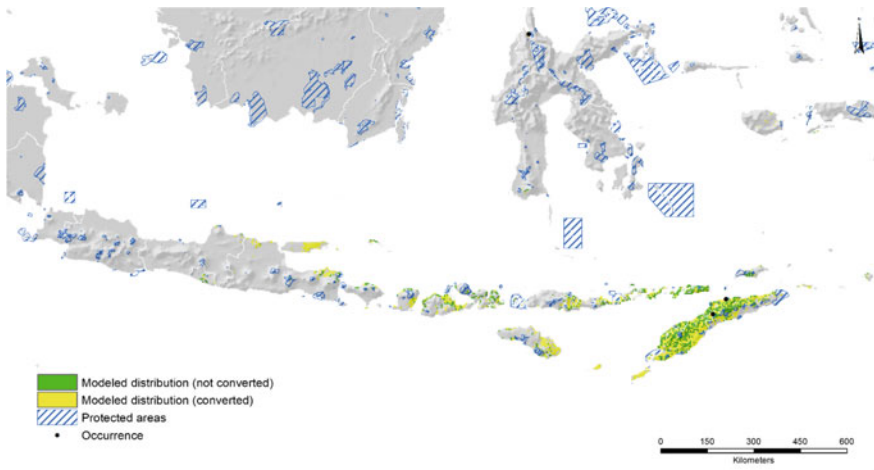 Modeled distribution (not converted)
Modeled distribution (converted)
Protected areas
Occurrence
0 150 300 450 600
Kilometers